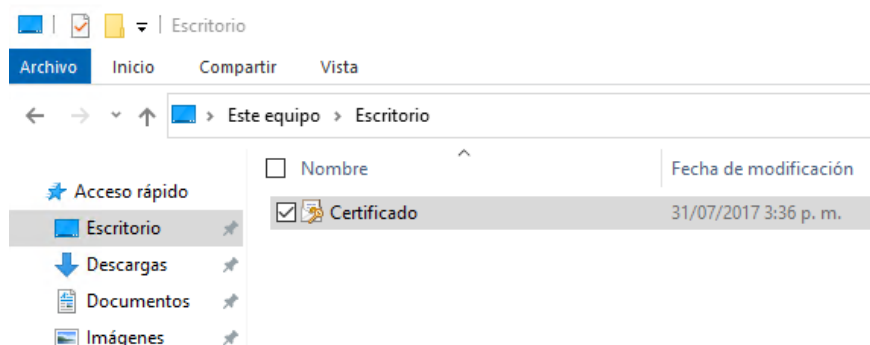 Escritorio
Archivo Inicio Compartir Vista
Este equipo > Escritorio
Nombre Fecha de modificación
Acceso rápido
Certificado 31/07/2017 3:36 p. m.
Escritorio
Descargas
Documentos
Imágenes